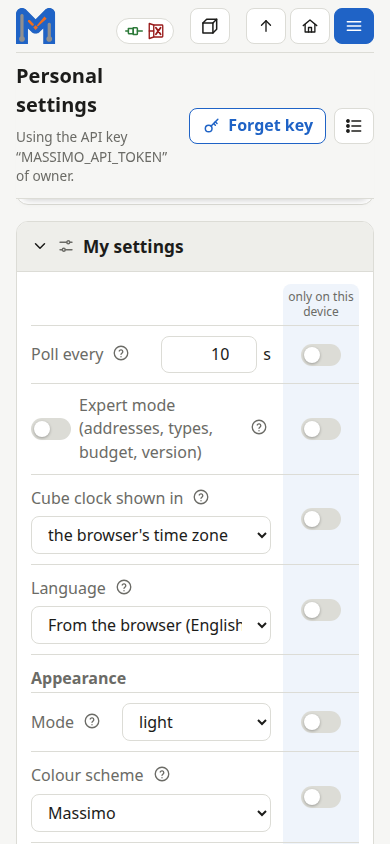 Personal settings
Using the API key
“MASSIMO_API_TOKEN”
of owner.
Forget key
My settings
only on this
device
Poll every
10
s
Expert mode
(addresses, types,
budget, version)
Cube clock shown in
the browser's time zone
Language
From the browser (English
Appearance
Mode
light
Colour scheme
Massimo